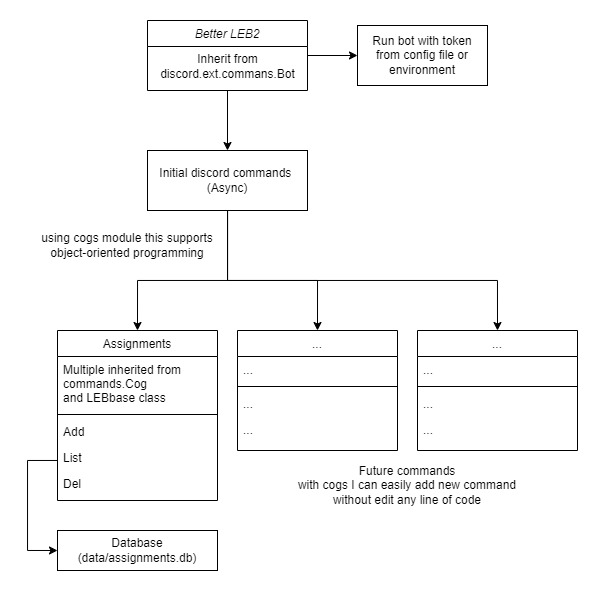 Better LEB2
Inherit from
discord.ext.commans.Bot
Run bot with token
from config file or
environment
Initial discord commands
(Async)
using cogs module this supports
object-oriented programming
Assignments
Multiple inherited from
commands.Cog
and LEBbase class
Add
List
Del
...
...
...
...
...
...
...
...
Future commands
with cogs I can easily add new command
without edit any line of code
Database
(data/assignments.db)